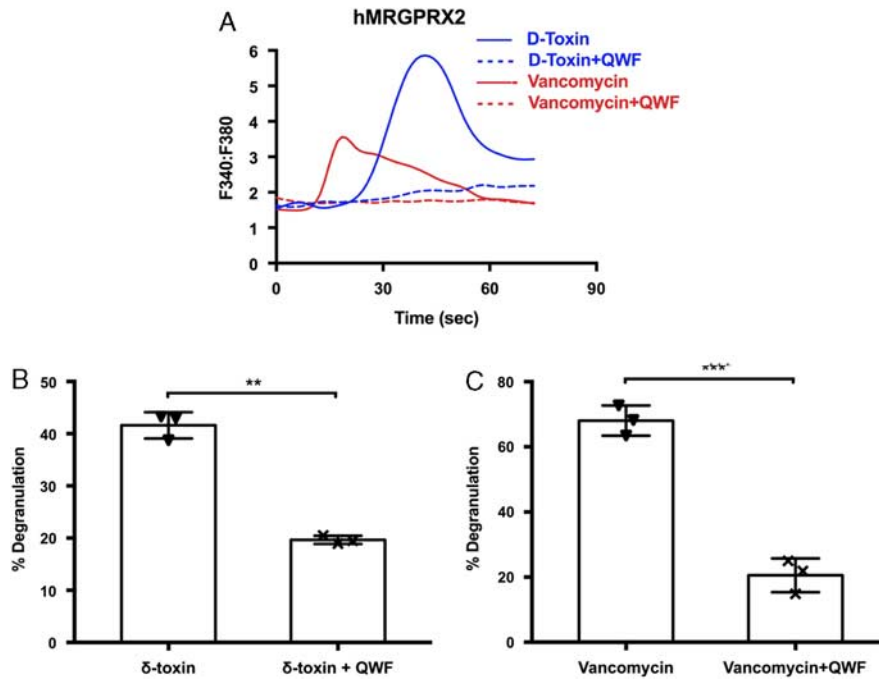 A
hMRGPRX2
D-Toxin
D-Toxin+QWF
Vancomycin
Vancomycin+QWF
6
5
4
3
2
1
0
F340:F380
0 30 60 90
Time (sec)
B
50
40
30
20
10
0
% Degranulation
**
δ-toxin δ-toxin + QWF
C
80
60
40
20
0
% Degranulation
Vancomycin Vancomycin+QWF